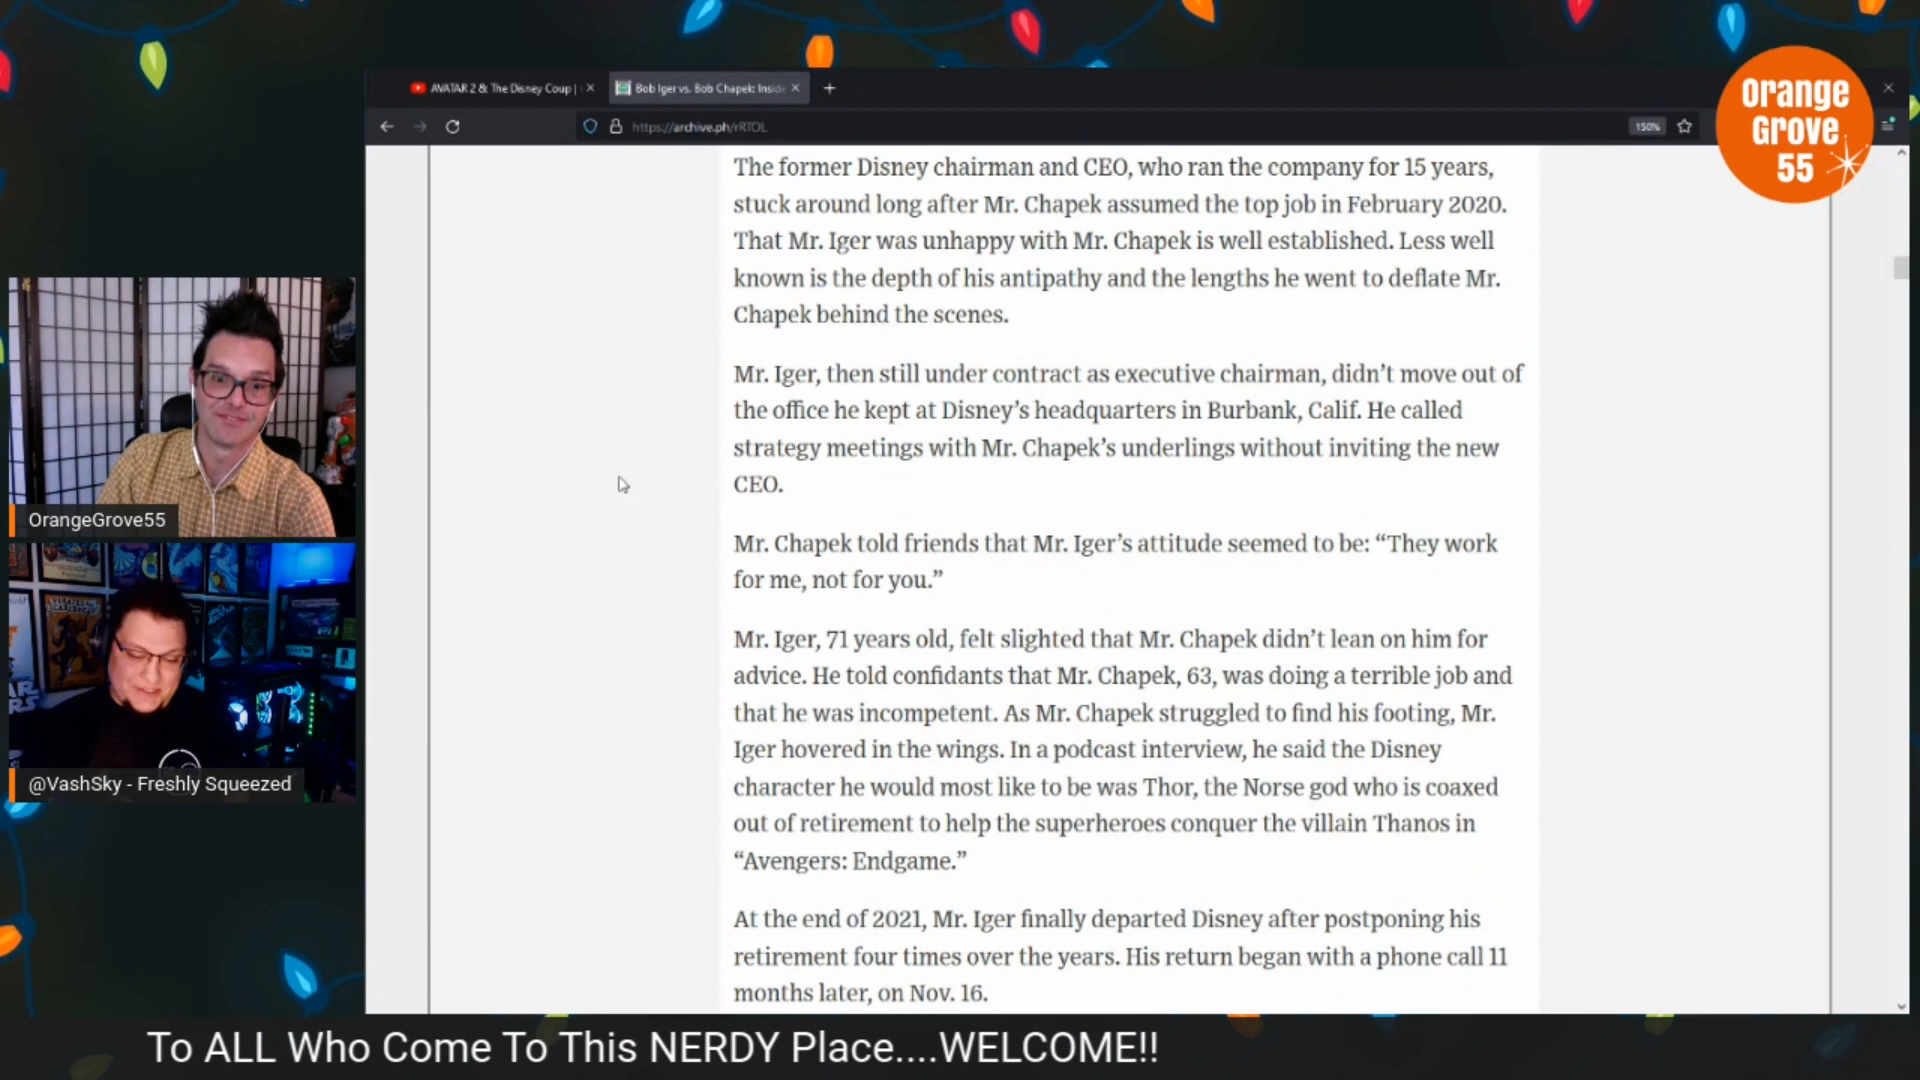 AVATAR 2 & The Disney Coup |
Bob Iger vs. Bob Chapek: Inside
https://archive.ph/rRTOL
150%
Orange
Grove
55
The former Disney chairman and CEO, who ran the company for 15 years,
stuck around long after Mr. Chapek assumed the top job in February 2020.
That Mr. Iger was unhappy with Mr. Chapek is well established. Less well
known is the depth of his antipathy and the lengths he went to deflate Mr.
Chapek behind the scenes.
Mr. Iger, then still under contract as executive chairman, didn’t move out of
the office he kept at Disney’s headquarters in Burbank, Calif. He called
strategy meetings with Mr. Chapek’s underlings without inviting the new
CEO.
Mr. Chapek told friends that Mr. Iger’s attitude seemed to be: “They work
for me, not for you.”
Mr. Iger, 71 years old, felt slighted that Mr. Chapek didn’t lean on him for
advice. He told confidants that Mr. Chapek, 63, was doing a terrible job and
that he was incompetent. As Mr. Chapek struggled to find his footing, Mr.
Iger hovered in the wings. In a podcast interview, he said the Disney
character he would most like to be was Thor, the Norse god who is coaxed
out of retirement to help the superheroes conquer the villain Thanos in
“Avengers: Endgame.”
At the end of 2021, Mr. Iger finally departed Disney after postponing his
retirement four times over the years. His return began with a phone call 11
months later, on Nov. 16.
OrangeGrove55
@VashSky - Freshly Squeezed
To ALL Who Come To This NERDY Place....WELCOME!!